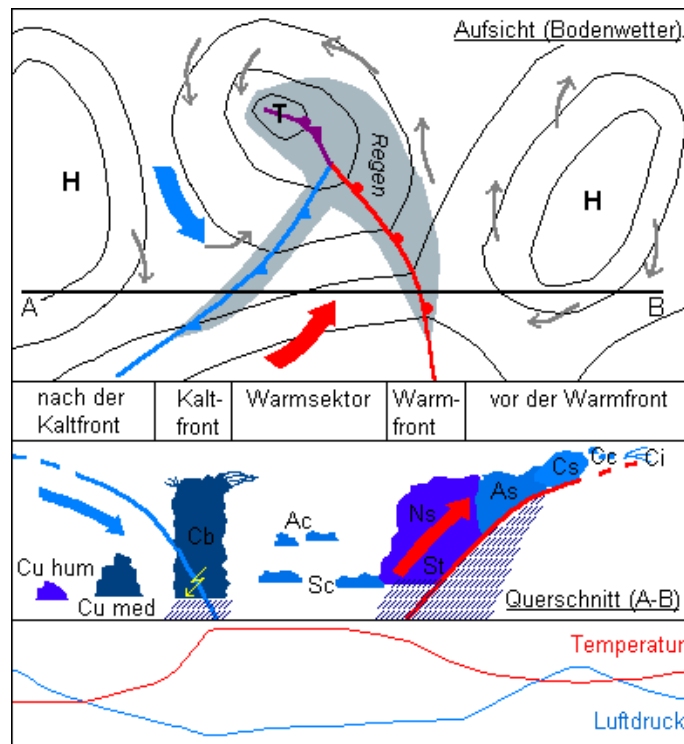 Aufsicht (Bodenwetter)
T
Regen
H
H
A
B
nach der
Kaltfront
Kalt-
front
Warmsektor
Warm-
front
vor der Warmfront
Cc
Ci
Cs
As
Ns
Ac
Cb
St
Sc
Cu hum
Cu med
Querschnitt (A-B)
Temperatur
Luftdruck